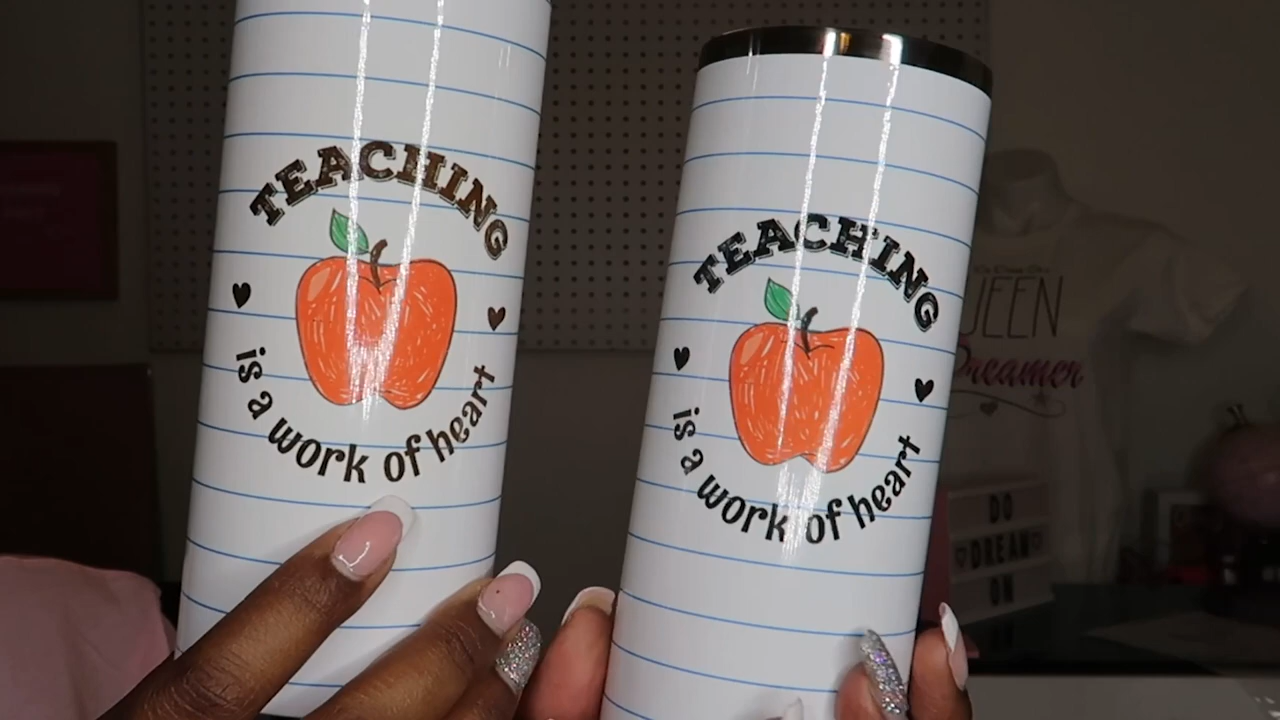 TEACHING
is a work of heart
TEACHING
is a work of heart
QUEEN
Dreamer
DO
DREAM
ON